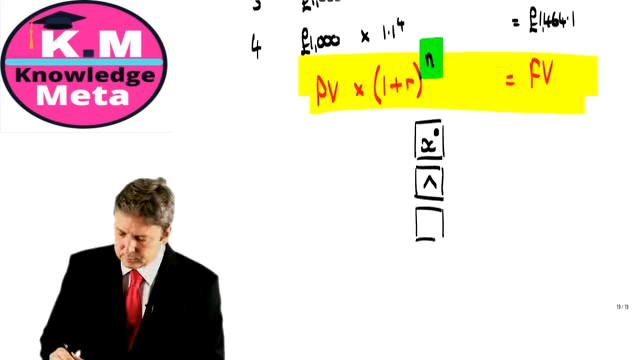 K.M
Knowledge
Meta
4 £1,000 × 1.1⁴ = £1,464.1
PV × (1+r)ⁿ = FV
x^
^
19 / 19